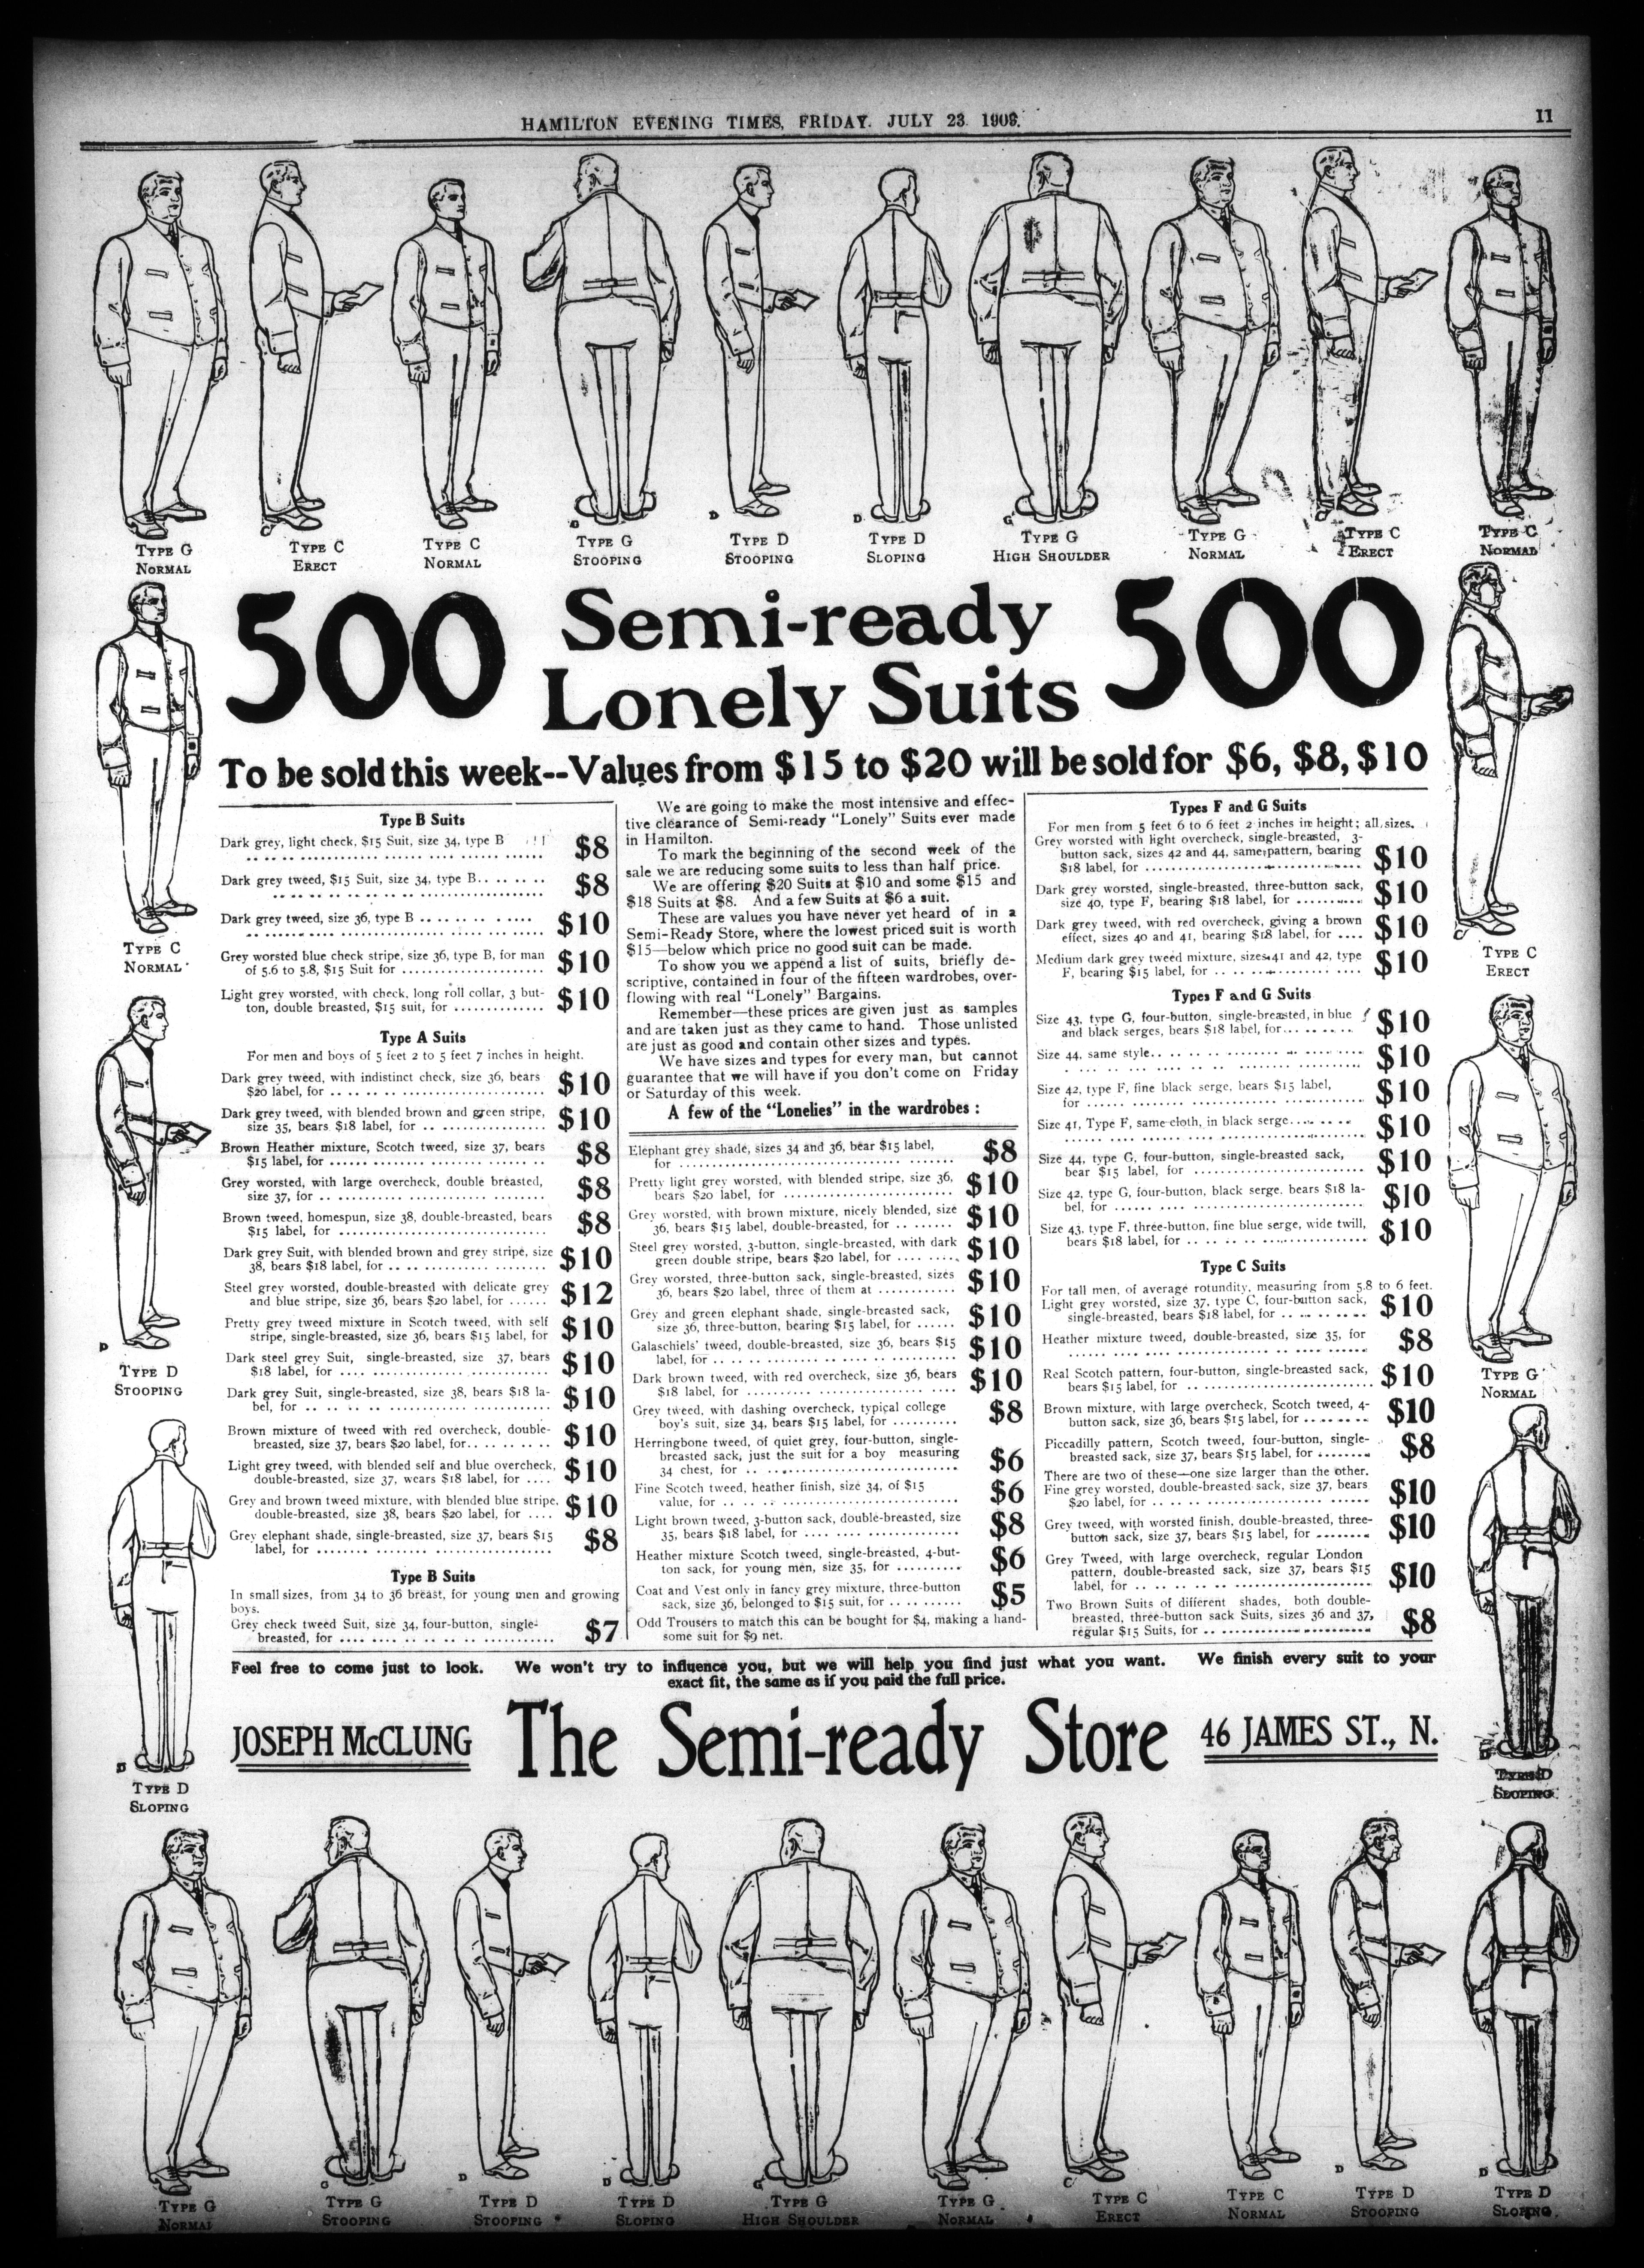 HAMILTON EVENING TIMES, FRIDAY, JULY 23 1909.
11
TYPE G
NORMAL
TYPE C
ERECT
TYPE C
NORMAL
TYPE G
STOOPING
TYPE D
STOOPING
TYPE D
SLOPING
TYPE G
HIGH SHOULDER
TYPE G
NORMAL
TYPE C
ERECT
TYPE C
NORMAL
500 Semi-ready 500
Lonely Suits
To be sold this week--Values from $15 to $20 will be sold for $6, $8, $10
TYPE C
NORMAL
TYPE D
STOOPING
TYPE D
SLOPING
Type B Suits
Dark grey, light check, $15 Suit, size 34, type B
$8
Dark grey tweed, $15 Suit, size 34, type B
$8
Dark grey tweed, size 36, type B
$10
Grey worsted blue check stripe, size 36, type B, for man
of 5.6 to 5.8, $15 Suit for $10
Light grey worsted, with check, long roll collar, 3 but-
ton, double breasted, $15 suit, for $10
Type A Suits
For men and boys of 5 feet 2 to 5 feet 7 inches in height.
Dark grey tweed, with indistinct check, size 36, bears
$20 label, for $10
Dark grey tweed, with blended brown and green stripe,
size 35, bears $18 label, for $10
Brown Heather mixture, Scotch tweed, size 37, bears
$15 label, for $8
Grey worsted, with large overcheck, double breasted,
size 37, for $8
Brown tweed, homespun, size 38, double-breasted, bears
$15 label, for $8
Dark grey Suit, with blended brown and grey stripe, size
38, bears $18 label, for $10
Steel grey worsted, double-breasted with delicate grey
and blue stripe, size 36, bears $20 label, for $12
Pretty grey tweed mixture in Scotch tweed, with self
stripe, single-breasted, size 36, bears $15 label, for $10
Dark steel grey Suit, single-breasted, size 37, bears
$18 label, for $10
Dark grey Suit, single-breasted, size 38, bears $18 la-
bel, for $10
Brown mixture of tweed with red overcheck, double-
breasted, size 37, bears $20 label, for $10
Light grey tweed, with blended self and blue overcheck,
double-breasted, size 37, wears $18 label, for $10
Grey and brown tweed mixture, with blended blue stripe,
double-breasted, size 38, bears $20 label, for $10
Grey elephant shade, single-breasted, size 37, bears $15
label, for $8
Type B Suits
In small sizes, from 34 to 36 breast, for young men and growing
boys.
Grey check tweed Suit, size 34, four-button, single-
breasted, for $7
We are going to make the most intensive and effec-
tive clearance of Semi-ready "Lonely" Suits ever made
in Hamilton.
To mark the beginning of the second week of the
sale we are reducing some suits to less than half price.
We are offering $20 Suits at $10 and some $15 and
$18 Suits at $8. And a few Suits at $6 a suit.
These are values you have never yet heard of in a
Semi-Ready Store, where the lowest priced suit is worth
$15—below which price no good suit can be made.
To show you we append a list of suits, briefly de-
scriptive, contained in four of the fifteen wardrobes, over-
flowing with real "Lonely" Bargains.
Remember—these prices are given just as samples
and are taken just as they came to hand. Those unlisted
are just as good and contain other sizes and types.
We have sizes and types for every man, but cannot
guarantee that we will have if you don't come on Friday
or Saturday of this week.
A few of the "Lonelies" in the wardrobes :
Elephant grey shade, sizes 34 and 36, bear $15 label,
for $8
Pretty light grey worsted, with blended stripe, size 36,
bears $20 label, for $10
Grey worsted, with brown mixture, nicely blended, size
36, bears $15 label, double-breasted, for $10
Steel grey worsted, 3-button, single-breasted, with dark
green double stripe, bears $20 label, for $10
Grey worsted, three-button sack, single-breasted, sizes
36, bears $20 label, three of them at $10
Grey and green elephant shade, single-breasted sack,
size 36, three-button, bearing $15 label, for $10
Galaschiels' tweed, double-breasted, size 36, bears $15
label, for $10
Dark brown tweed, with red overcheck, size 36, bears
$18 label, for $10
Grey tweed, with dashing overcheck, typical college
boy's suit, size 34, bears $15 label, for $8
Herringbone tweed, of quiet grey, four-button, single-
breasted sack, just the suit for a boy measuring
34 chest, for $6
Fine Scotch tweed, heather finish, size 34, of $15
value, for $6
Light brown tweed, 3-button sack, double-breasted, size
35, bears $18 label, for $8
Heather mixture Scotch tweed, single-breasted, 4-but-
ton sack, for young men, size 35, for $6
Coat and Vest only in fancy grey mixture, three-button
sack, size 36, belonged to $15 suit, for $5
Odd Trousers to match this can be bought for $4, making a hand-
some suit for $9 net.
Types F and G Suits
For men from 5 feet 6 to 6 feet 2 inches in height; all sizes.
Grey worsted with light overcheck, single-breasted, 3-
button sack, sizes 42 and 44, same pattern, bearing
$18 label, for $10
Dark grey worsted, single-breasted, three-button sack,
size 40, type F, bearing $18 label, for $10
Dark grey tweed, with red overcheck, giving a brown
effect, sizes 40 and 41, bearing $18 label, for $10
Medium dark grey tweed mixture, sizes 41 and 42, type
F, bearing $15 label, for $10
Types F and G Suits
Size 43, type G, four-button, single-breasted, in blue
and black serges, bears $18 label, for $10
Size 44, same style
$10
Size 42, type F, fine black serge, bears $15 label,
for $10
Size 41, Type F, same cloth, in black serge
$10
Size 44, type G, four-button, single-breasted sack,
bear $15 label, for $10
Size 42, type G, four-button, black serge, bears $18 la-
bel, for $10
Size 43, type F, three-button, fine blue serge, wide twill,
bears $18 label, for $10
Type C Suits
For tall men, of average rotundity, measuring from 5.8 to 6 feet.
Light grey worsted, size 37, type C, four-button sack,
single-breasted, bears $18 label, for $10
Heather mixture tweed, double-breasted, size 35, for
$8
Real Scotch pattern, four-button, single-breasted sack,
bears $15 label, for $10
Brown mixture, with large overcheck, Scotch tweed, 4-
button sack, size 36, bears $15 label, for $10
Piccadilly pattern, Scotch tweed, four-button, single-
breasted sack, size 37, bears $15 label, for $8
There are two of these—one size larger than the other.
Fine grey worsted, double-breasted sack, size 37, bears
$20 label, for $10
Grey tweed, with worsted finish, double-breasted, three-
button sack, size 37, bears $15 label, for $10
Grey Tweed, with large overcheck, regular London
pattern, double-breasted sack, size 37, bears $15
label, for $10
Two Brown Suits of different shades, both double-
breasted, three-button sack Suits, sizes 36 and 37,
regular $15 Suits, for $8
TYPE C
ERECT
TYPE G
NORMAL
TYPE D
SLOPING
Feel free to come just to look. We won't try to influence you, but we will help you find just what you want. We finish every suit to your
exact fit, the same as if you paid the full price.
JOSEPH McCLUNG The Semi-ready Store 46 JAMES ST., N.
TYPE G
NORMAL
TYPE G
STOOPING
TYPE D
STOOPING
TYPE D
SLOPING
TYPE G
HIGH SHOULDER
TYPE G
NORMAL
TYPE C
ERECT
TYPE C
NORMAL
TYPE D
STOOPING
TYPE D
SLOPING